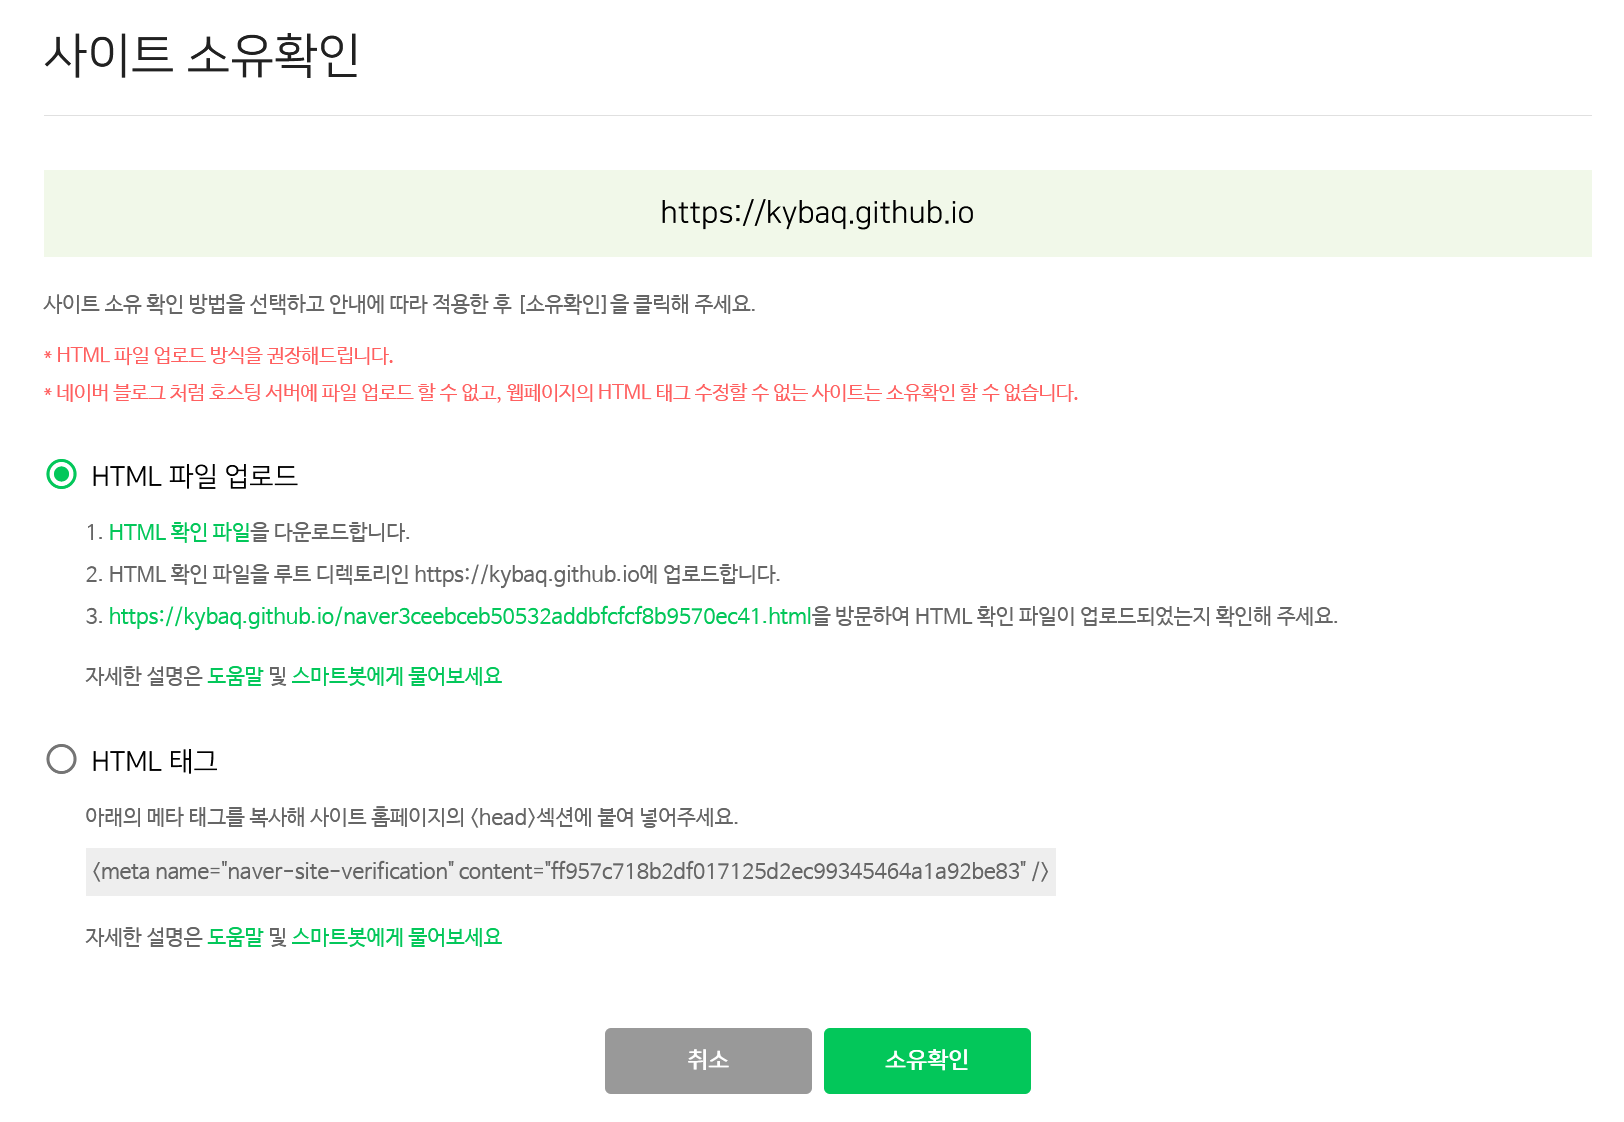 사이트 소유확인
https://kybaq.github.io
사이트 소유 확인 방법을 선택하고 안내에 따라 적용한 후 [소유확인]을 클릭해 주세요.
* HTML 파일 업로드 방식을 권장해드립니다.
* 네이버 블로그 처럼 호스팅 서버에 파일 업로드 할 수 없고, 웹페이지의 HTML 태그 수정할 수 없는 사이트는 소유확인 할 수 없습니다.
HTML 파일 업로드
1. HTML 확인 파일을 다운로드합니다.
2. HTML 확인 파일을 루트 디렉토리인 https://kybaq.github.io에 업로드합니다.
3. https://kybaq.github.io/naver3ceebceb50532addbfcfcf8b9570ec41.html을 방문하여 HTML 확인 파일이 업로드되었는지 확인해 주세요.
자세한 설명은 도움말 및 스마트봇에게 물어보세요
HTML 태그
아래의 메타 태그를 복사해 사이트 홈페이지의 <head>섹션에 붙여 넣어주세요.
<meta name="naver-site-verification" content="ff957c718b2df017125d2ec99345464a1a92be83" />
자세한 설명은 도움말 및 스마트봇에게 물어보세요
취소
소유확인